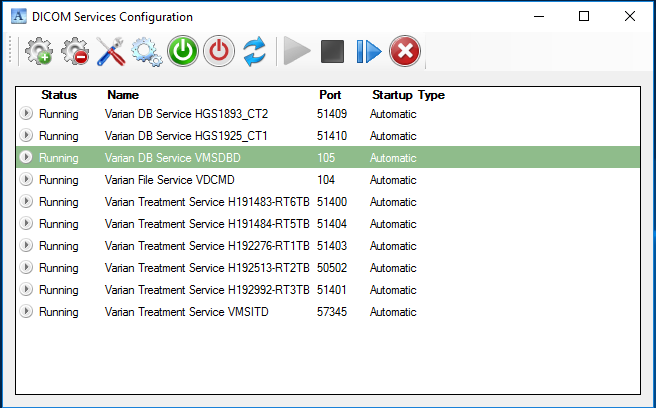 DICOM Services Configuration
Status Name Port Startup Type
Running Varian DB Service HGS1893_CT2 51409 Automatic
Running Varian DB Service HGS1925_CT1 51410 Automatic
Running Varian DB Service VMSDBD 105 Automatic
Running Varian File Service VDCMD 104 Automatic
Running Varian Treatment Service H191483-RT6TB 51400 Automatic
Running Varian Treatment Service H191484-RT5TB 51404 Automatic
Running Varian Treatment Service H192276-RT1TB 51403 Automatic
Running Varian Treatment Service H192513-RT2TB 50502 Automatic
Running Varian Treatment Service H192992-RT3TB 51401 Automatic
Running Varian Treatment Service VMSITD 57345 Automatic